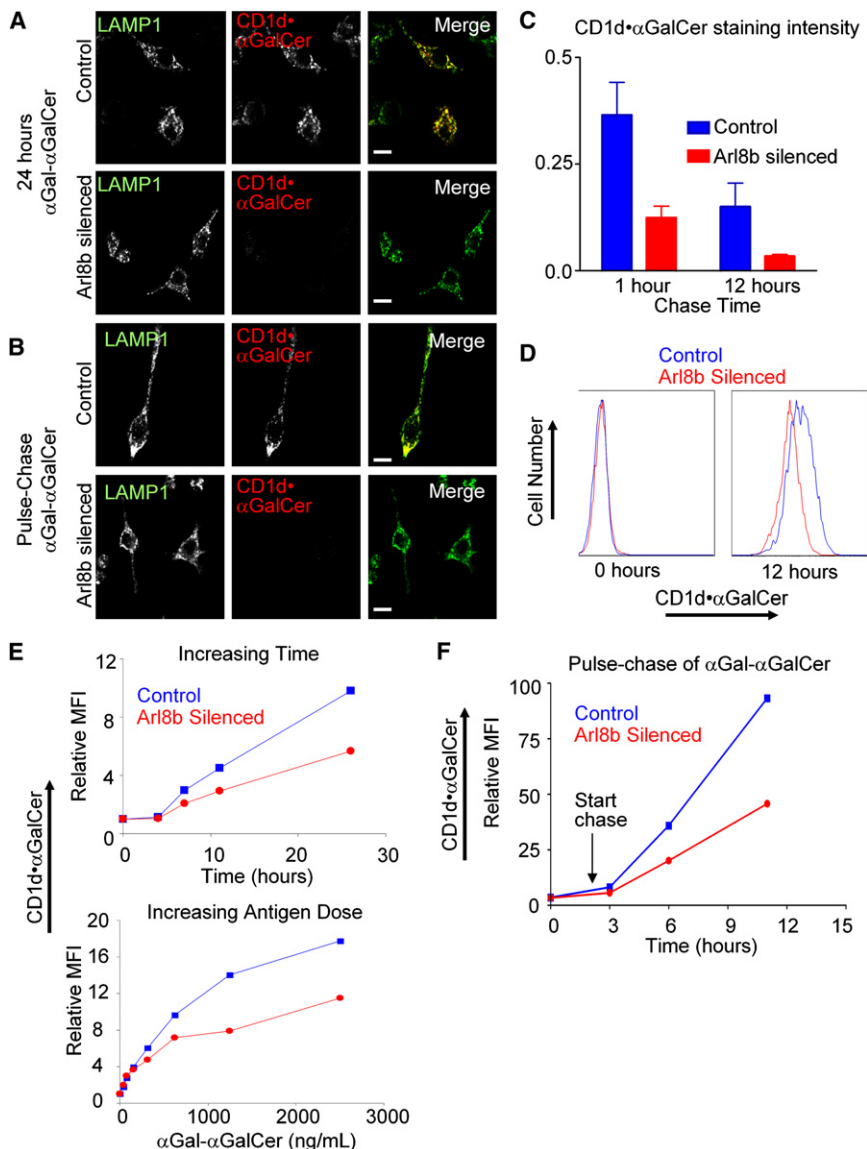 A
24 hours
αGal-αGalCer
Control
LAMP1
CD1d•
αGalCer
Merge
Arl8b silenced
LAMP1
CD1d•
αGalCer
Merge
B
Pulse-Chase
αGal-αGalCer
Control
LAMP1
CD1d•
αGalCer
Merge
Arl8b silenced
LAMP1
CD1d•
αGalCer
Merge
C
CD1d•αGalCer staining intensity
0.5
0.25
0.0
Control
Arl8b silenced
1 hour
12 hours
Chase Time
D
Control
Arl8b Silenced
Cell Number
0 hours
12 hours
CD1d•αGalCer
E
CD1d•αGalCer
Increasing Time
Relative MFI
12
8
4
0
Control
Arl8b Silenced
0
10
20
30
Time (hours)
Increasing Antigen Dose
Relative MFI
20
16
12
8
4
0
0
1000
2000
3000
αGal-αGalCer (ng/mL)
F
Pulse-chase of αGal-αGalCer
CD1d•αGalCer
Relative MFI
100
75
50
25
0
Control
Arl8b Silenced
Start
chase
0
3
6
9
12
15
Time (hours)